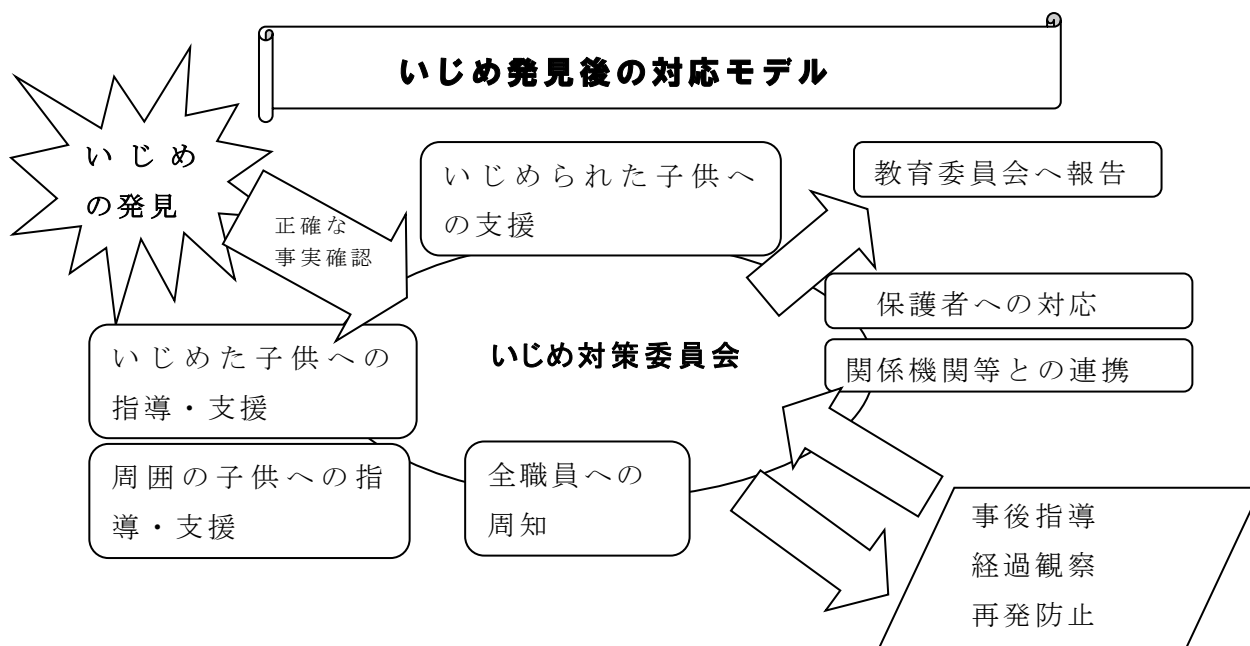 いじめ発見後の対応モデル
いじめ
の発見
正確な
事実確認
いじめられた子供へ
の支援
教育委員会へ報告
保護者への対応
関係機関等との連携
いじめ対策委員会
いじめた子供への
指導・支援
周囲の子供への指
導・支援
全職員への
周知
事後指導
経過観察
再発防止